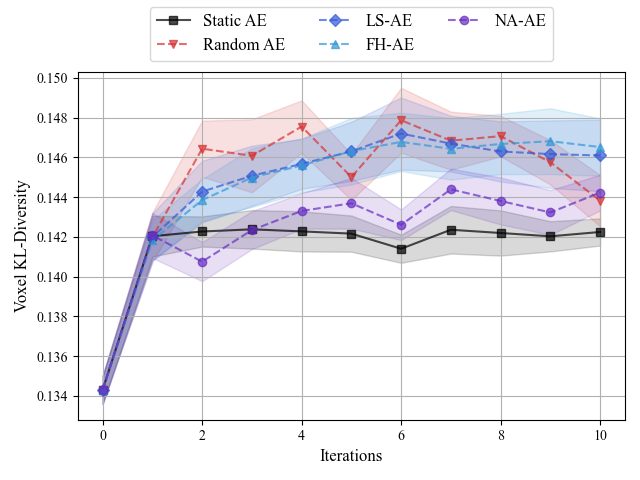 Static AE LS-AE NA-AE
Random AE FH-AE
0.150
0.148
0.146
0.144
0.142
0.140
0.138
0.136
0.134
Voxel KL-Diversity
0 2 4 6 8 10
Iterations